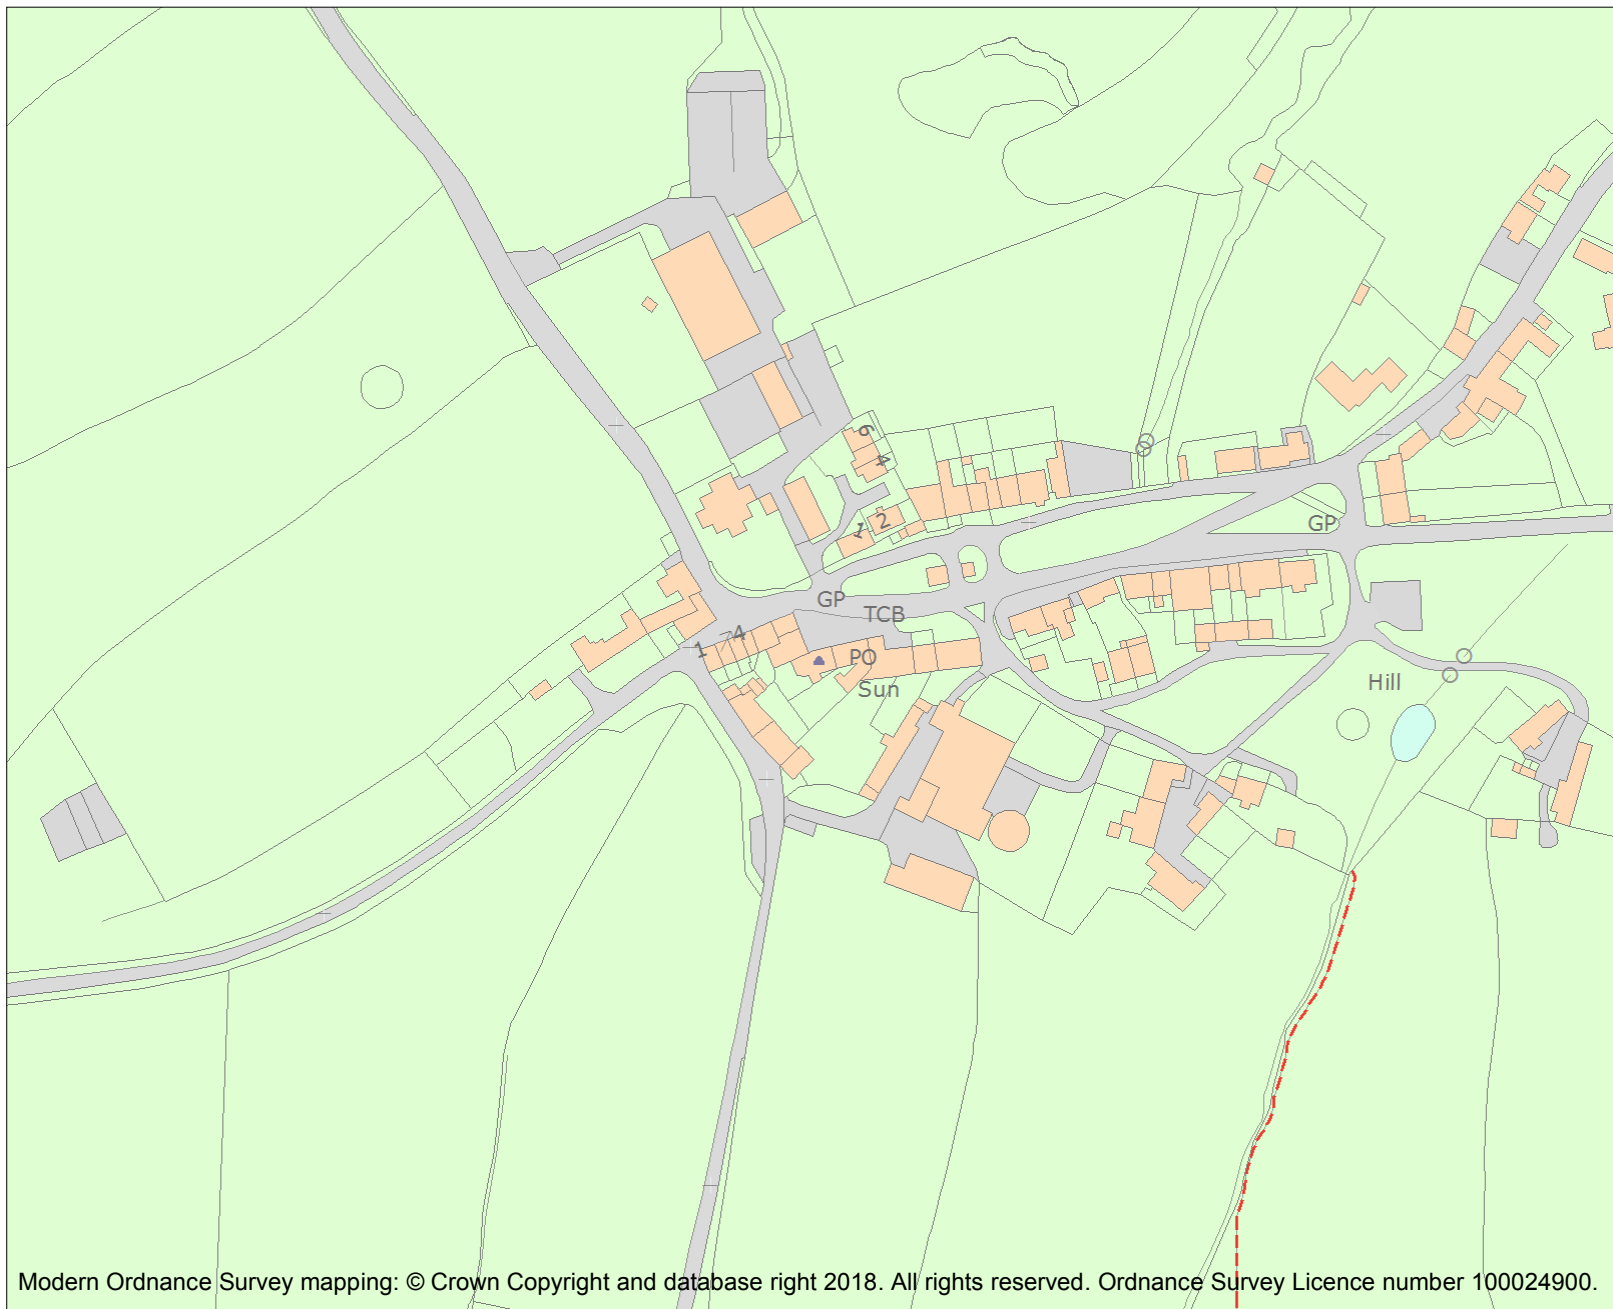 6
4
2
1
GP
GP
TCB
4
1
PO
Sun
Hill
Modern Ordnance Survey mapping: © Crown Copyright and database right 2018. All rights reserved. Ordnance Survey Licence number 100024900.